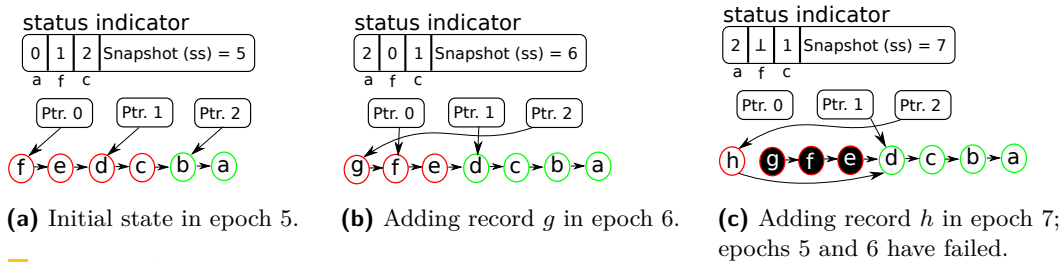 status indicator
0 1 2 Snapshot (ss) = 5
a f c
Ptr. 0 Ptr. 1 Ptr. 2
f e d c b a
(a) Initial state in epoch 5.
status indicator
2 0 1 Snapshot (ss) = 6
a f c
Ptr. 0 Ptr. 1 Ptr. 2
g f e d c b a
(b) Adding record g in epoch 6.
status indicator
2 ⊥ 1 Snapshot (ss) = 7
a f c
Ptr. 0 Ptr. 1 Ptr. 2
h g f e d c b a
(c) Adding record h in epoch 7;
epochs 5 and 6 have failed.